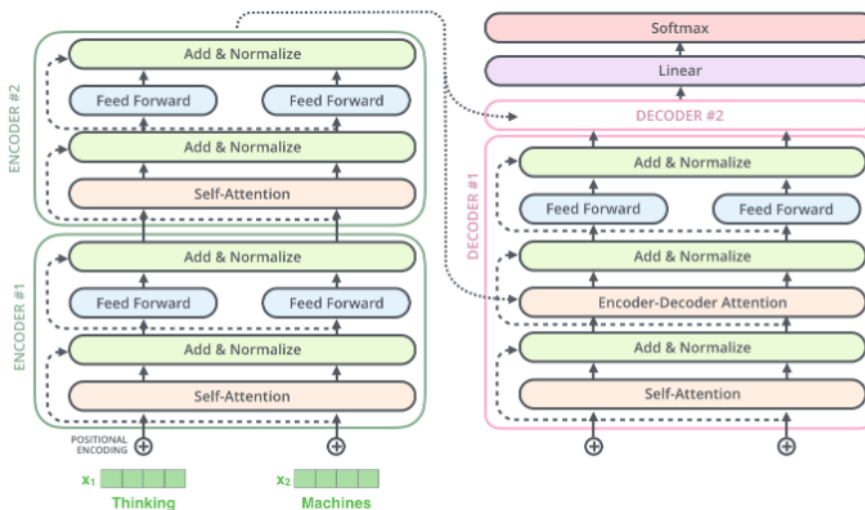 ENCODER #2
Add & Normalize
Feed Forward
Feed Forward
Add & Normalize
Self-Attention
ENCODER #1
Add & Normalize
Feed Forward
Feed Forward
Add & Normalize
Self-Attention
POSITIONAL
ENCODING
x₁
Thinking
x₂
Machines
Softmax
Linear
DECODER #2
DECODER #1
Add & Normalize
Feed Forward
Feed Forward
Add & Normalize
Encoder-Decoder Attention
Add & Normalize
Self-Attention